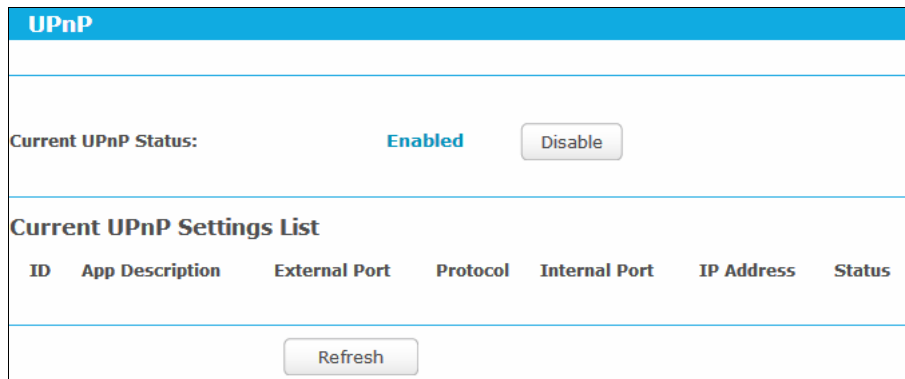 UPnP
Current UPnP Status: Enabled Disable
Current UPnP Settings List
ID App Description External Port Protocol Internal Port IP Address Status
Refresh